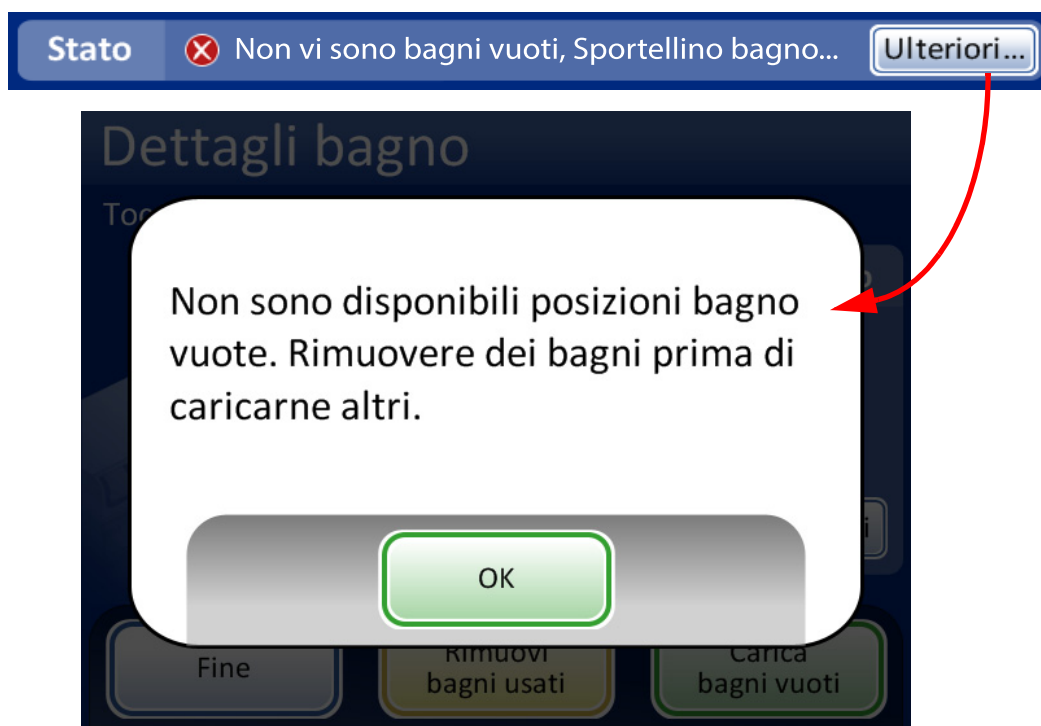 Stato Non vi sono bagni vuoti, Sportellino bagno... Ulteriori...
Dettagli bagno
Non sono disponibili posizioni bagno
vuote. Rimuovere dei bagni prima di
caricarne altri.
OK
Fine
Rimuovi
bagni usati
Carica
bagni vuoti